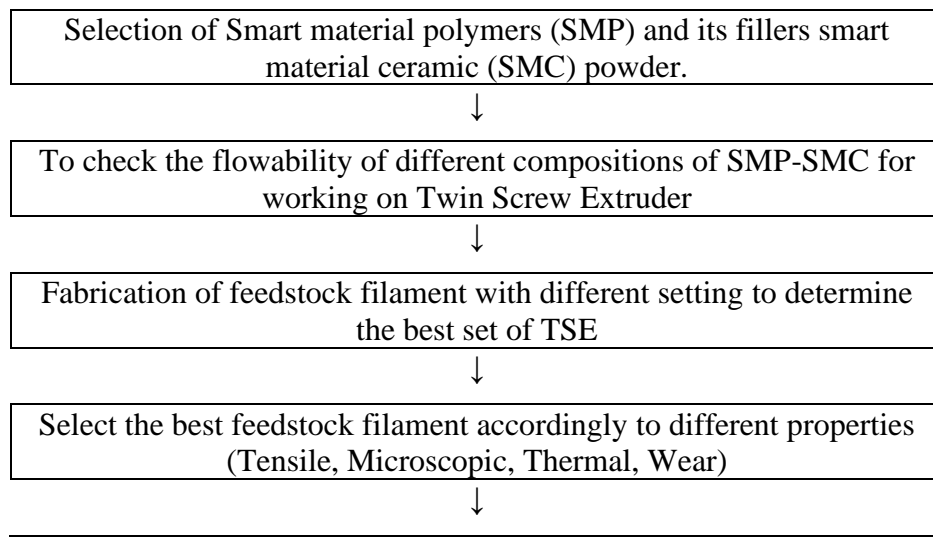 Selection of Smart material polymers (SMP) and its fillers smart
material ceramic (SMC) powder.
↓
To check the flowability of different compositions of SMP-SMC for
working on Twin Screw Extruder
↓
Fabrication of feedstock filament with different setting to determine
the best set of TSE
↓
Select the best feedstock filament accordingly to different properties
(Tensile, Microscopic, Thermal, Wear)
↓